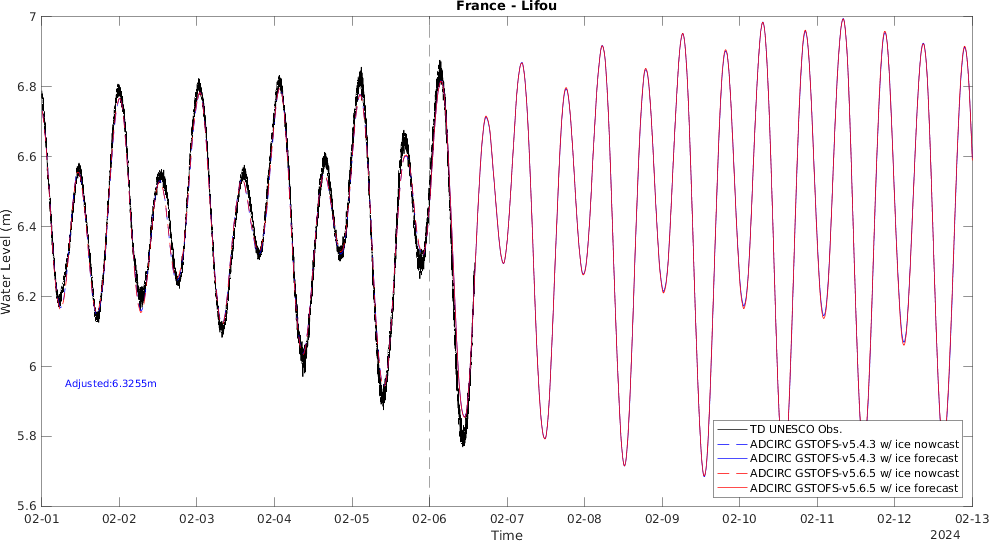 France - Lifou
7
6.8
6.6
6.4
6.2
6
5.8
5.6
Water Level (m)
Adjusted:6.3255m
TD UNESCO Obs.
ADCIRC GSTOFS-v5.4.3 w/ ice nowcast
ADCIRC GSTOFS-v5.4.3 w/ ice forecast
ADCIRC GSTOFS-v5.6.5 w/ ice nowcast
ADCIRC GSTOFS-v5.6.5 w/ ice forecast
02-01 02-02 02-03 02-04 02-05 02-06 02-07 02-08 02-09 02-10 02-11 02-12 02-13
Time
2024